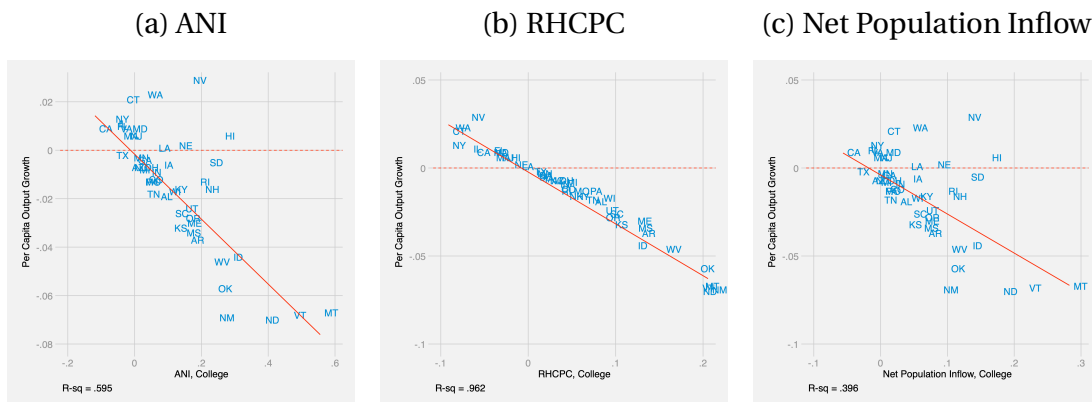 (a) ANI
(b) RHCPC
(c) Net Population Inflow
Per Capita Output Growth
.02
0
-.02
-.04
-.06
-.08
NV
WA
CT
NY
CA
MD
HI
NE
LA
TX
SD
IA
RI
NH
KY
TN
AL
WI
UT
SC
OR
ME
KS
MS
AR
ID
WV
OK
NM
ND
VT
MT
-.2
0
.2
.4
.6
ANI, College
R-sq = .595
Per Capita Output Growth
.05
0
-.05
-.1
NV
WA
CT
NY
IL
CA
HI
NE
LA
MO
PA
TN
WI
AL
UT
SC
KS
ME
MS
AR
ID
WV
OK
MT
NM
ND
-.1
0
.1
.2
RHCPC, College
R-sq = .962
Per Capita Output Growth
.05
0
-.05
-.1
NV
WA
CT
NY
CA
MD
HI
NE
LA
TX
SD
IA
RI
NH
KY
WI
TN
AL
UT
SC
OR
ME
KS
MS
AR
ID
WV
OK
NM
ND
VT
MT
-.1
0
.1
.2
.3
Net Population Inflow, College
R-sq = .396